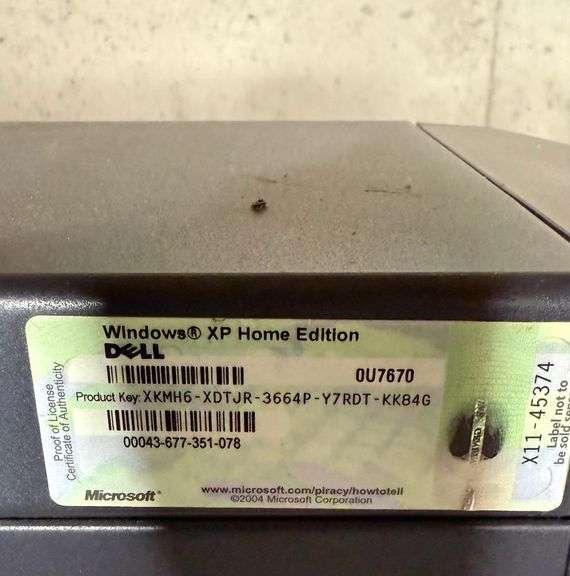 Windows® XP Home Edition
DELL
0U7670
Product Key: XKMH6-XDTJR-3664P-Y7RDT-KK84G
00043-677-351-078
Proof of License
Certificate of Authenticity
Microsoft®
www.microsoft.com/piracy/howtotell
©2004 Microsoft Corporation
X11-45374
Label not to
be sold